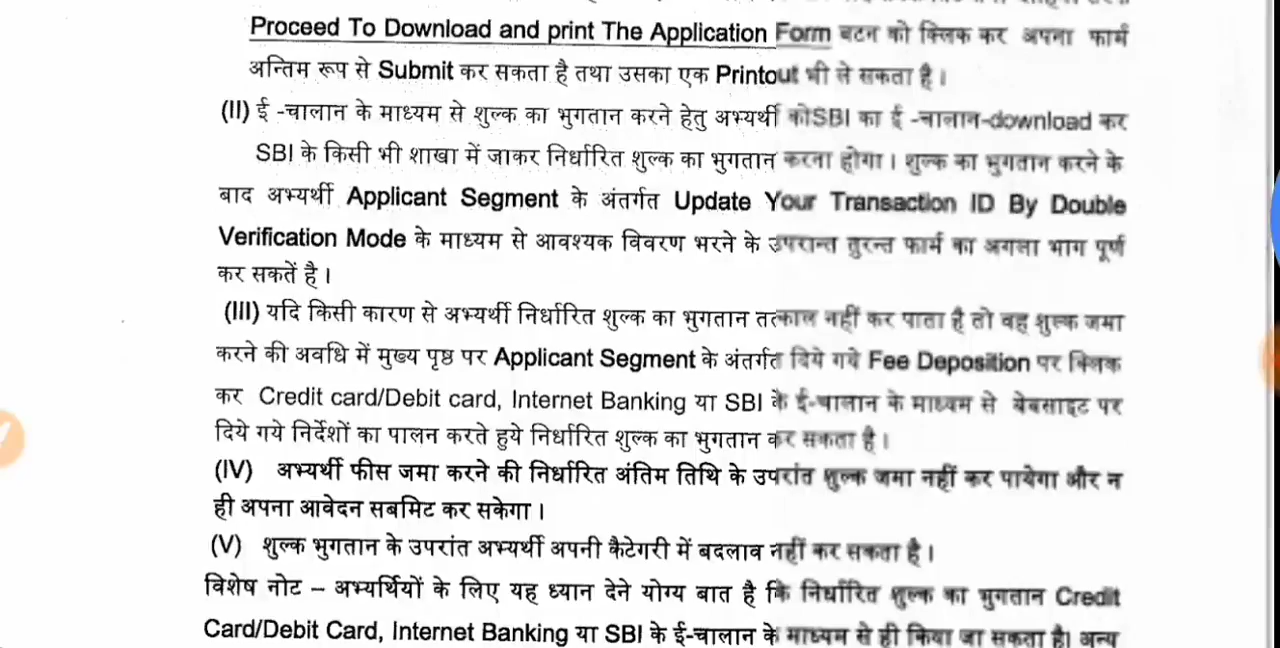 Proceed To Download and print The Application Form बटन को क्लिक कर अपना फार्म
अन्तिम रूप से Submit कर सकता है तथा उसका एक Printout भी ले सकता है।
(II) ई -चालान के माध्यम से शुल्क का भुगतान करने हेतु अभ्यर्थी कोSBI का ई -चालान-download कर
SBI के किसी भी शाखा में जाकर निर्धारित शुल्क का भुगतान करना होगा। शुल्क का भुगतान करने के
बाद अभ्यर्थी Applicant Segment के अंतर्गत Update Your Transaction ID By Double
Verification Mode के माध्यम से आवश्यक विवरण भरने के उपरान्त तुरन्त फार्म का अगला भाग पूर्ण
कर सकतें है।
(III) यदि किसी कारण से अभ्यर्थी निर्धारित शुल्क का भुगतान तत्काल नहीं कर पाता है तो वह शुल्क जमा
करने की अवधि में मुख्य पृष्ठ पर Applicant Segment के अंतर्गत दिये गये Fee Deposition पर क्लिक
कर Credit card/Debit card, Internet Banking या SBI के ई-चालान के माध्यम से वेबसाइट पर
दिये गये निर्देशों का पालन करते हुये निर्धारित शुल्क का भुगतान कर सकता है।
(IV) अभ्यर्थी फीस जमा करने की निर्धारित अंतिम तिथि के उपरांत शुल्क जमा नहीं कर पायेगा और न
ही अपना आवेदन सबमिट कर सकेगा।
(V) शुल्क भुगतान के उपरांत अभ्यर्थी अपनी कैटेगरी में बदलाव नहीं कर सकता है।
विशेष नोट – अभ्यर्थियों के लिए यह ध्यान देने योग्य बात है कि निर्धारित शुल्क का भुगतान Credit
Card/Debit Card, Internet Banking या SBI के ई-चालान के माध्यम से ही किया जा सकता है। अन्य